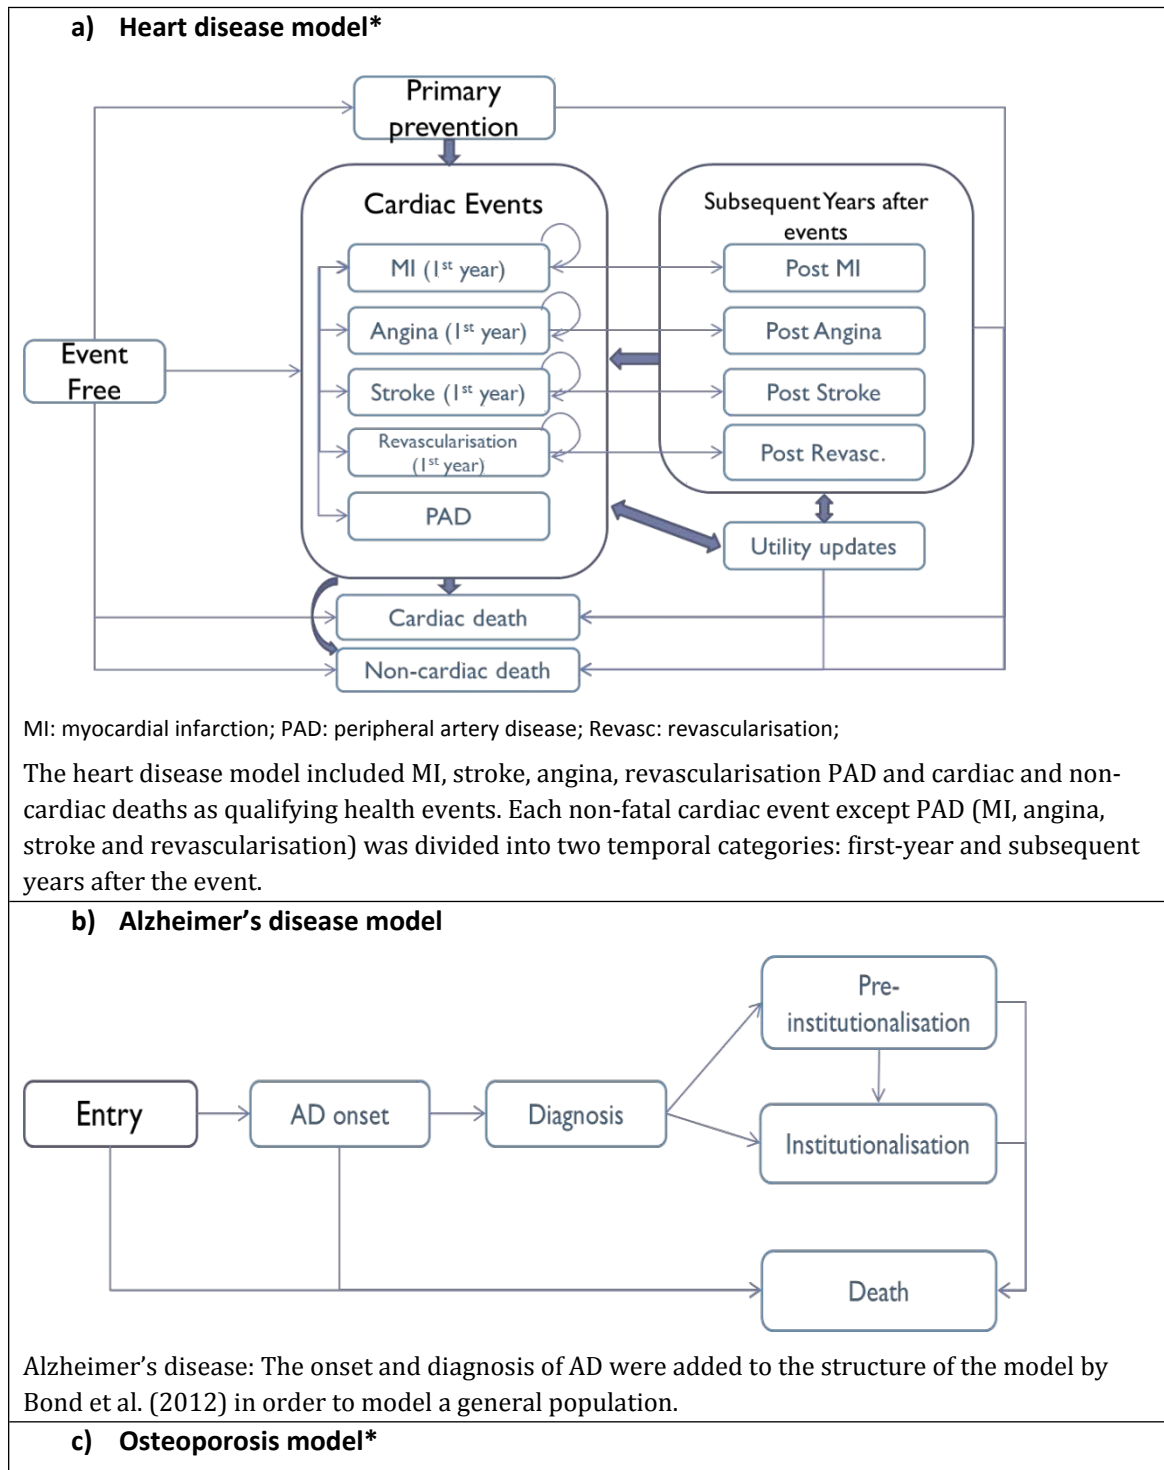 a) Heart disease model*
Primary
prevention
Cardiac Events
Subsequent Years after
events
MI (1st year)
Post MI
Angina (1st year)
Post Angina
Event
Free
Stroke (1st year)
Post Stroke
Revascularisation
(1st year)
Post Revasc.
PAD
Utility updates
Cardiac death
Non-cardiac death
MI: myocardial infarction; PAD: peripheral artery disease; Revasc: revascularisation;
The heart disease model included MI, stroke, angina, revascularisation PAD and cardiac and non-
cardiac deaths as qualifying health events. Each non-fatal cardiac event except PAD (MI, angina,
stroke and revascularisation) was divided into two temporal categories: first-year and subsequent
years after the event.
b) Alzheimer’s disease model
Pre-
institutionalisation
Entry
AD onset
Diagnosis
Institutionalisation
Death
Alzheimer’s disease: The onset and diagnosis of AD were added to the structure of the model by
Bond et al. (2012) in order to model a general population.
c) Osteoporosis model*